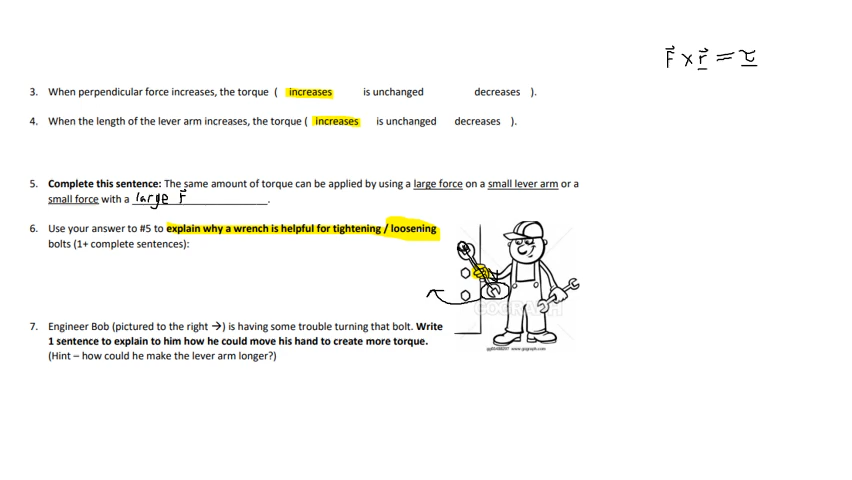 F⃗ x r⃗ = τ
3. When perpendicular force increases, the torque ( increases is unchanged decreases ).
4. When the length of the lever arm increases, the torque ( increases is unchanged decreases ).
5. Complete this sentence: The same amount of torque can be applied by using a large force on a small lever arm or a
small force with a large r⃗.
6. Use your answer to #5 to explain why a wrench is helpful for tightening / loosening
bolts (1+ complete sentences):
7. Engineer Bob (pictured to the right →) is having some trouble turning that bolt. Write
1 sentence to explain to him how he could move his hand to create more torque.
(Hint – how could he make the lever arm longer?)
GOGRAPH
www.gograph.com